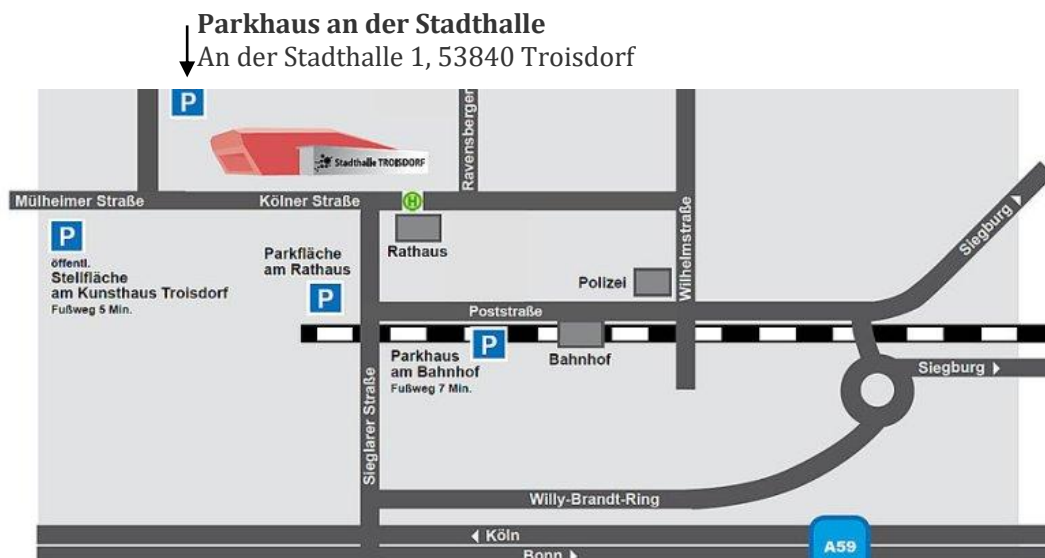 Parkhaus an der Stadthalle
An der Stadthalle 1, 53840 Troisdorf
P
Ravensberger
Stadthalle TROISDORF
Mülheimer Straße
Kölner Straße
H
P
öffentl.
Stellfläche
am Kunsthaus Troisdorf
Fußweg 5 Min.
Parkfläche
am Rathaus
P
Rathaus
Polizei
Wilhelmstraße
Siegburg
Poststraße
P
Parkhaus
am Bahnhof
Fußweg 7 Min.
Bahnhof
Siegburg
Sieglarer Straße
Willy-Brandt-Ring
Köln
Bonn
A59